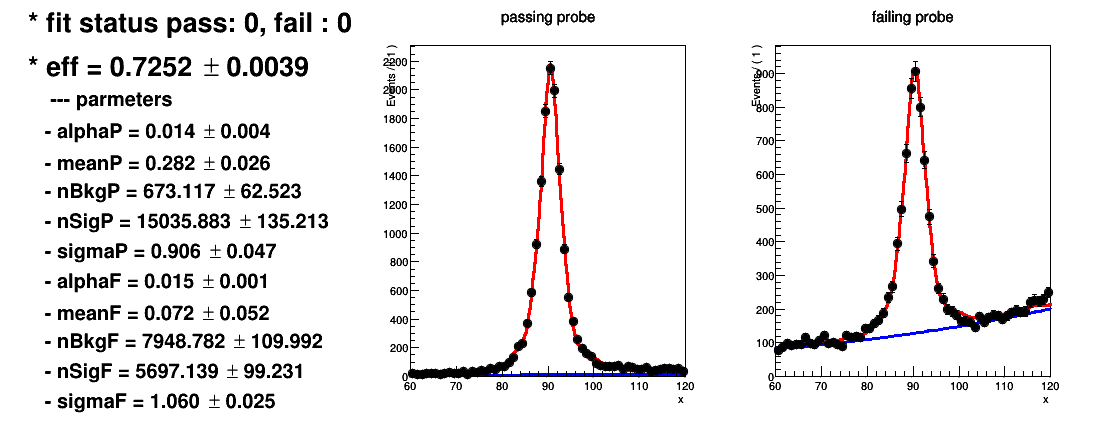 * fit status pass: 0, fail : 0
* eff = 0.7252 ± 0.0039
--- parmeters
- alphaP = 0.014 ± 0.004
- meanP = 0.282 ± 0.026
- nBkgP = 673.117 ± 62.523
- nSigP = 15035.883 ± 135.213
- sigmaP = 0.906 ± 0.047
- alphaF = 0.015 ± 0.001
- meanF = 0.072 ± 0.052
- nBkgF = 7948.782 ± 109.992
- nSigF = 5697.139 ± 99.231
- sigmaF = 1.060 ± 0.025
passing probe
Events / ( 1 )
2200
2000
1800
1600
1400
1200
1000
800
600
400
200
0
60 70 80 90 100 110 120
x
failing probe
Events / ( 1 )
900
800
700
600
500
400
300
200
100
0
60 70 80 90 100 110 120
x